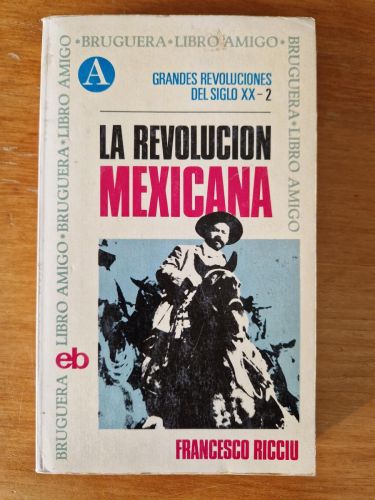 BRUGUERA • LIBRO AMIGO •
BRUGUERA • LIBRO AMIGO • BRUGUERA • LIBRO AMIGO •
BRUGUERA • LIBRO AMIGO •
A
GRANDES REVOLUCIONES
DEL SIGLO XX - 2
LA REVOLUCION
MEXICANA
eb
FRANCESCO RICCIU